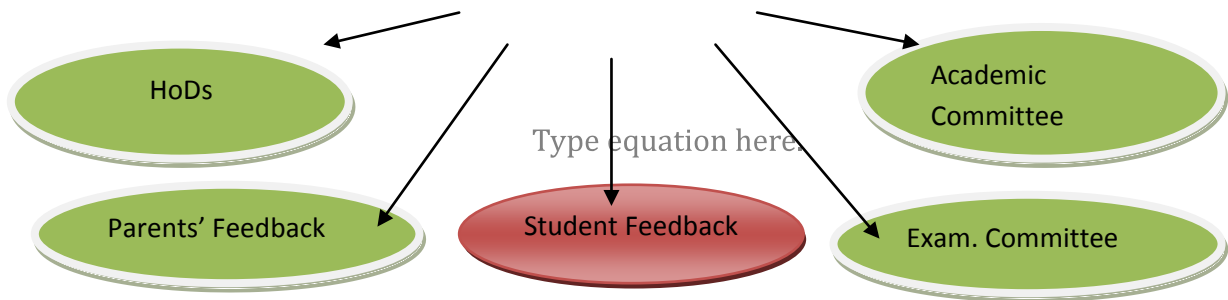 HoDs
Academic
Committee
Type equation here.
Parents’ Feedback
Student Feedback
Exam. Committee